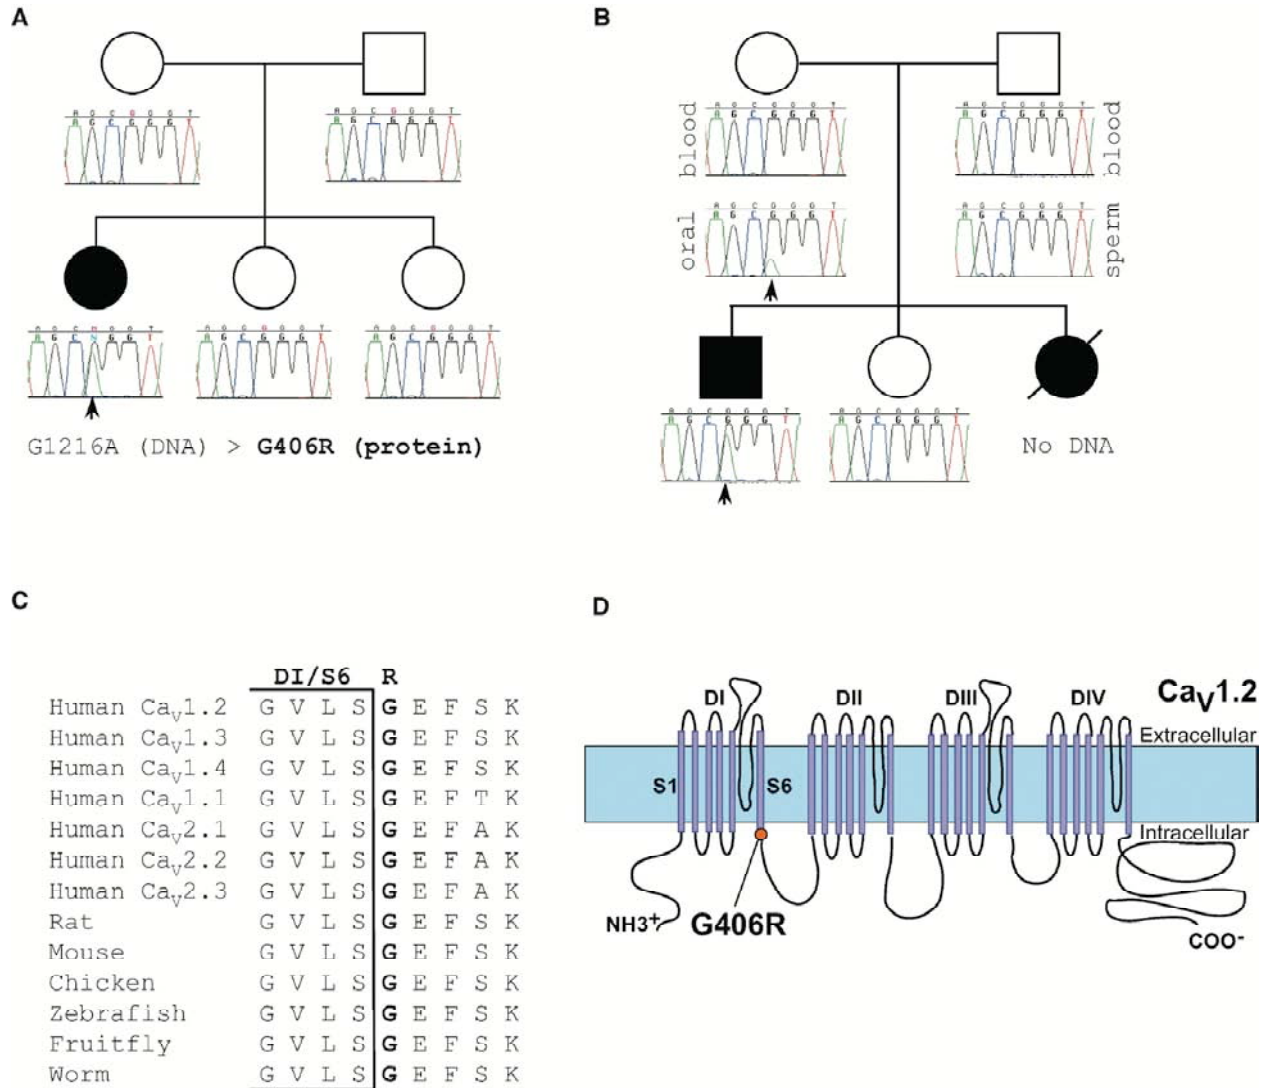 A
B
A G C G G G T
A G C G G G T
A G C G G G T
A G C G G G T
blood
A G C G G G T
A G C G G G T
A G C G G G T
A G C G G G T
blood
oral
A G C G G G T
A G C G G G T
A G C G G G T
A G C G G G T
sperm
A G C N G G T
G G G T
A G C G G G T
G G G T
A G C G G G T
G1216A (DNA) > G406R (protein)
A G C G G G T
A G C G G G T
A G C G G G T
A G C G G G T
No DNA
C
D
DI/S6 R
Human CaV1.2 G V L S G E F S K
Human CaV1.3 G V L S G E F S K
Human CaV1.4 G V L S G E F S K
Human CaV1.1 G V L S G E F T K
Human CaV2.1 G V L S G E F A K
Human CaV2.2 G V L S G E F A K
Human CaV2.3 G V L S G E F A K
Rat G V L S G E F S K
Mouse G V L S G E F S K
Chicken G V L S G E F S K
Zebrafish G V L S G E F S K
Fruitfly G V L S G E F S K
Worm G V L S G E F S K
CaV1.2
DI DII DIII DIV
Extracellular
S1 S6
Intracellular
NH3+ G406R
COO-